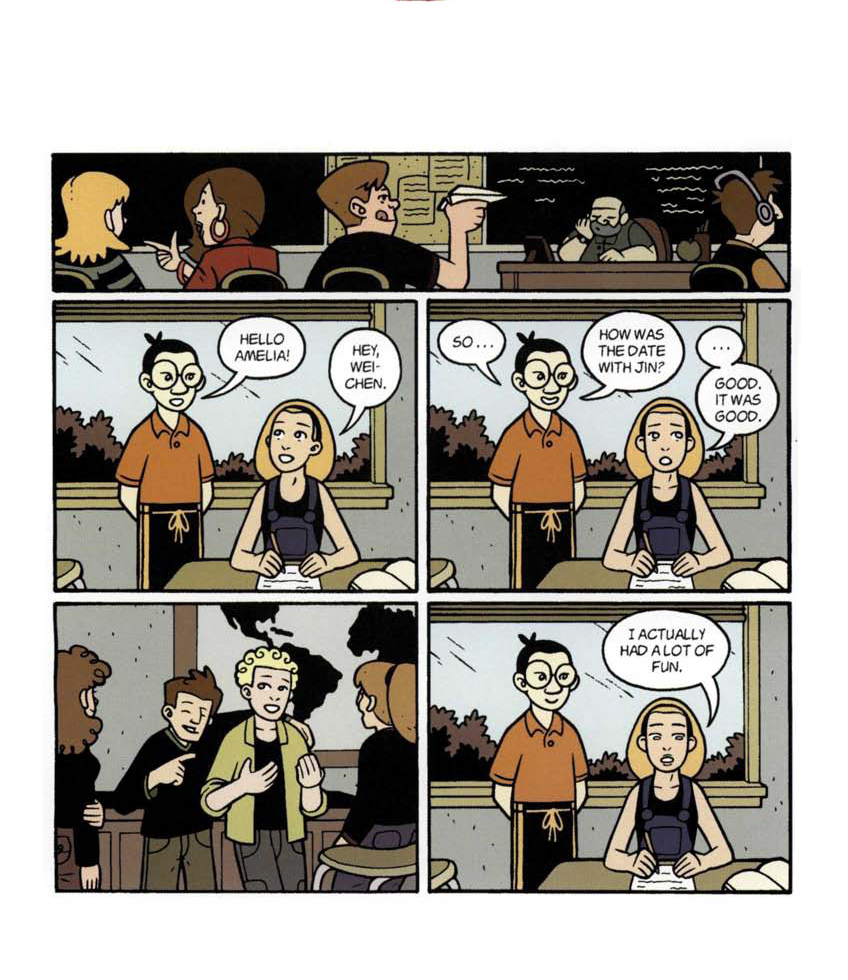 HELLO
AMELIA!
HEY,
WEI-
CHEN.
SO...
HOW WAS
THE DATE
WITH JIN?
...
GOOD.
IT WAS
GOOD.
I ACTUALLY
HAD A LOT OF
FUN.